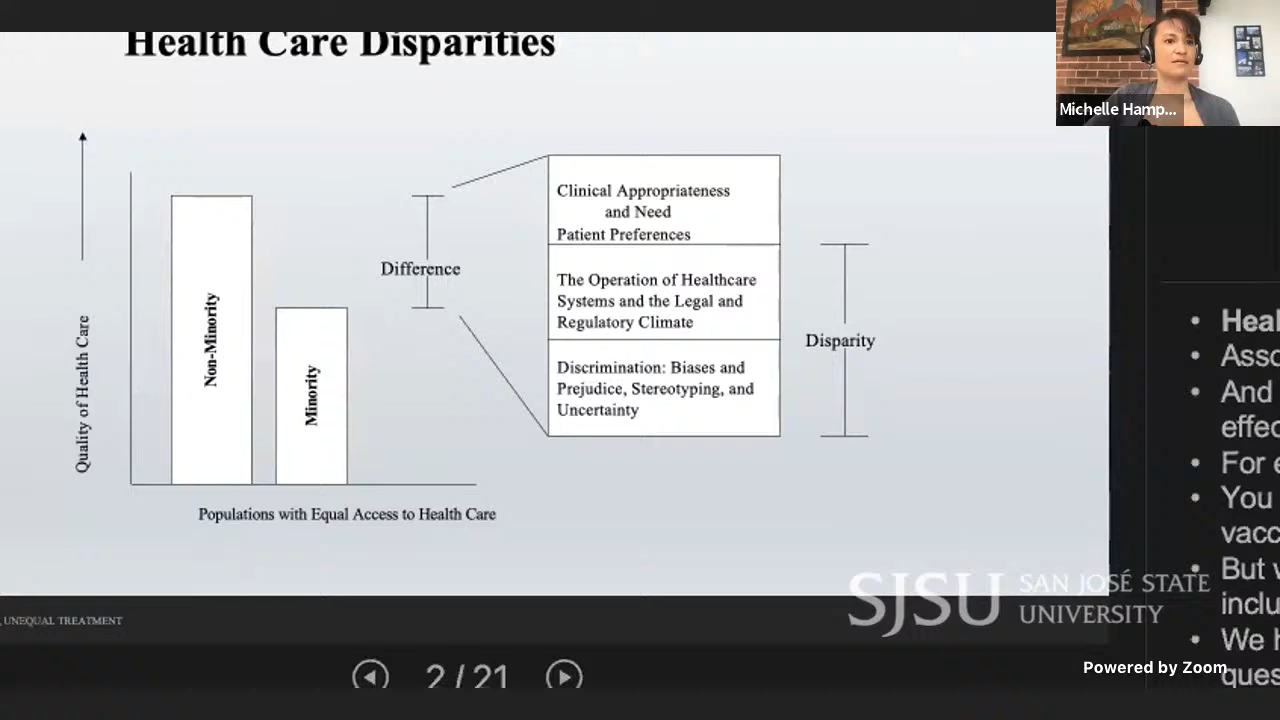 Health Care Disparities
Michelle Hamp...
Clinical Appropriateness
and Need
Patient Preferences
Difference
The Operation of Healthcare
Systems and the Legal and
Regulatory Climate
Disparity
Discrimination: Biases and
Prejudice, Stereotyping, and
Uncertainty
Quality of Health Care
Non-Minority
Minority
Populations with Equal Access to Health Care
, UNEQUAL TREATMENT
SJSU SAN JOSÉ STATE
UNIVERSITY
2 / 21
Powered by Zoom
• Heal
• Asso
• And
effec
• For e
• You
vacc
• But w
inclu
• We h
ques